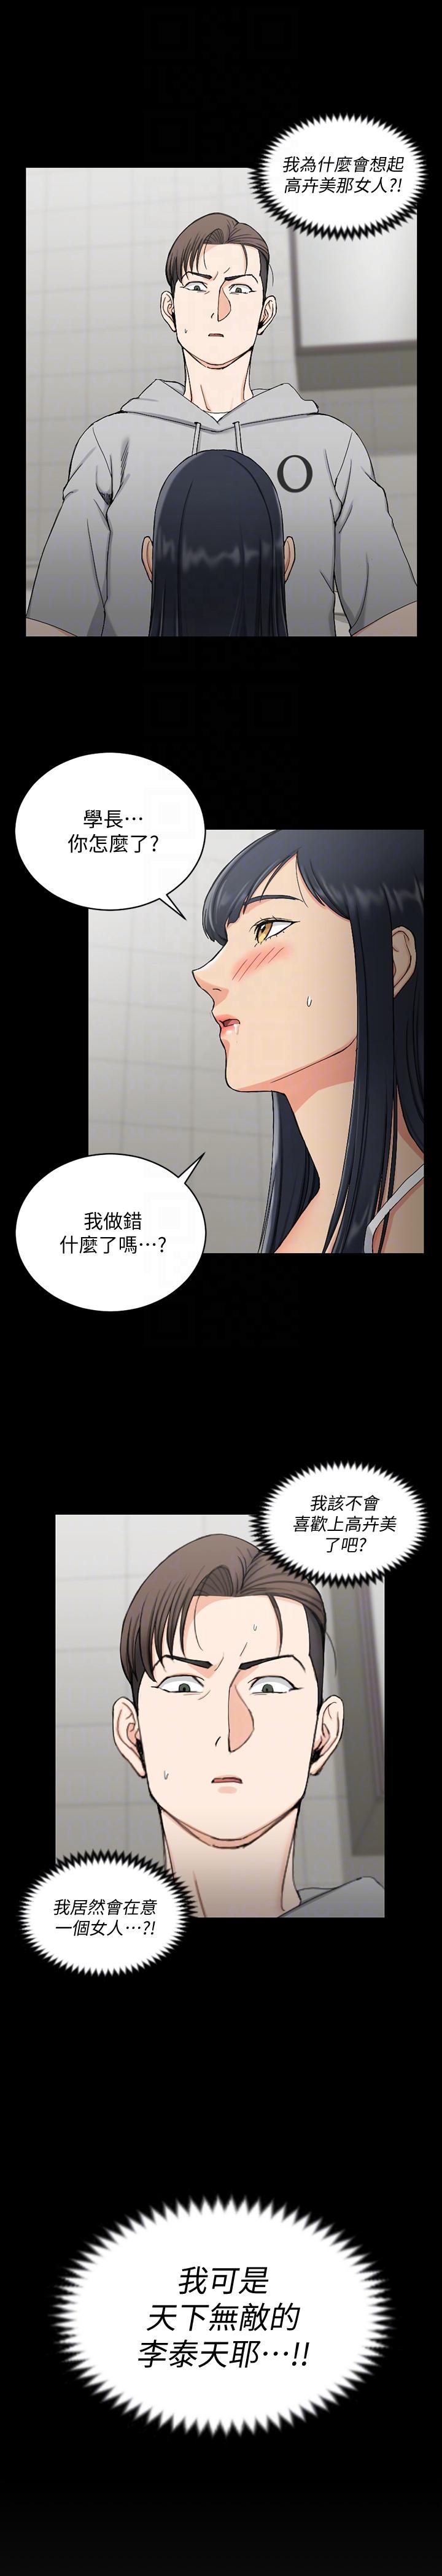 我為什麼會想起
高卉美那女人?!
O
學長…
你怎麼了?
我做錯
什麼了嗎…?
我該不會
喜歡上高卉美
了吧?
我居然會在意
一個女人…?!
我可是
天下無敵的
李泰天耶…!!